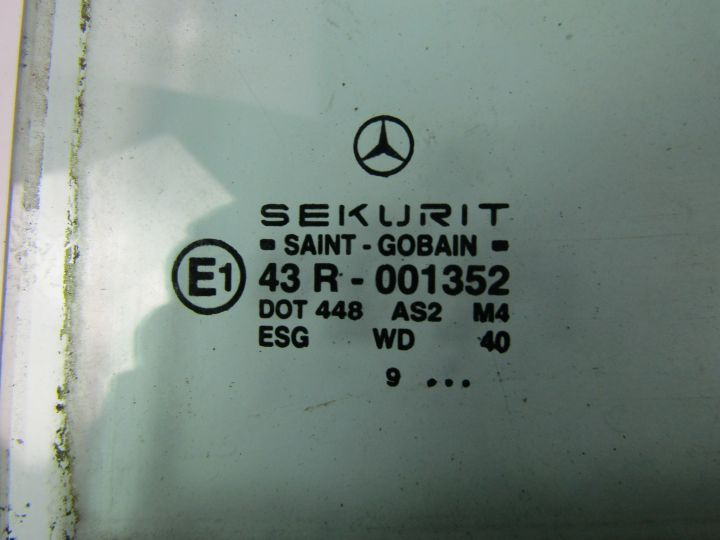 SEKURIT
SAINT - GOBAIN
E1 43 R - 001352
DOT 448 AS2 M4
ESG WD 40
9 ...